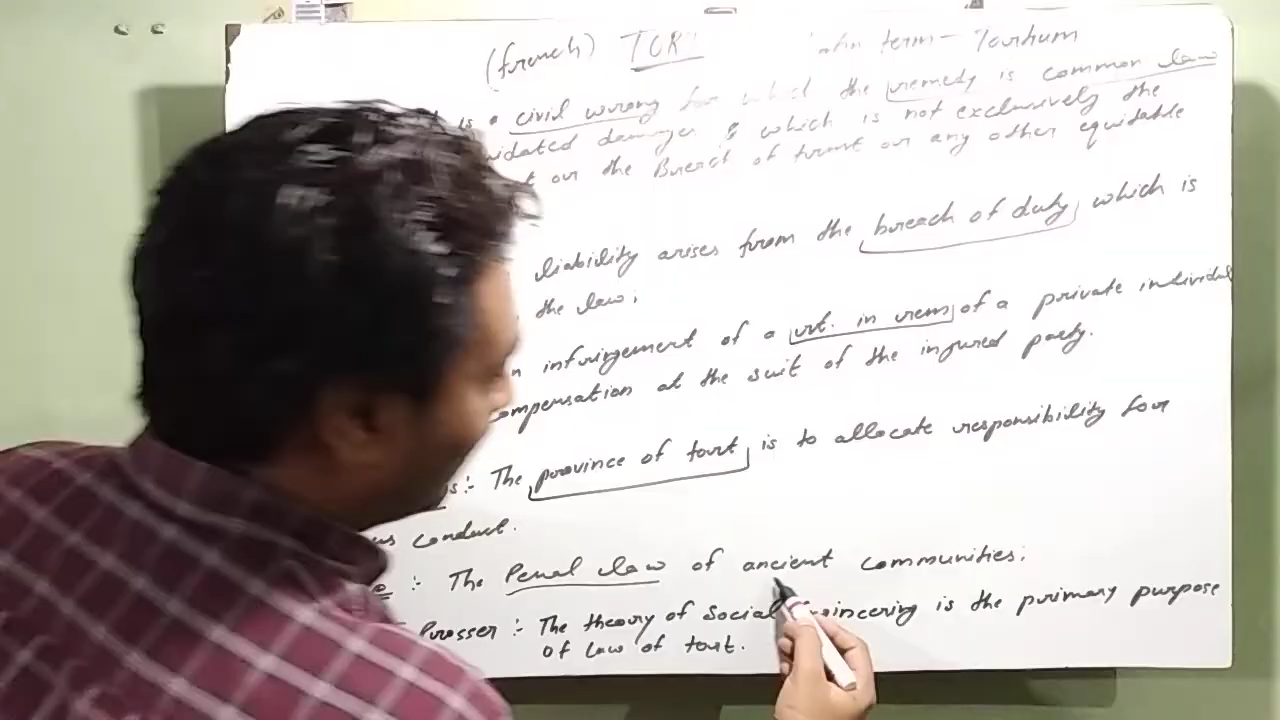 (French) TORT Latin term - Tortum
is a civil wrong for which the remedy is common law
damages & which is not exclusively the
or the Breach of trust or any other equitable
liability arises from the breach of duty which is
the law;
infringement of a rt. in rem of a private individual
compensation at the suit of the injured party.
:- The province of tort is to allocate responsibility for
conduct.
:- The Penal law of ancient communities;
Prosser :- The theory of social engineering is the primary purpose
of law of tort.